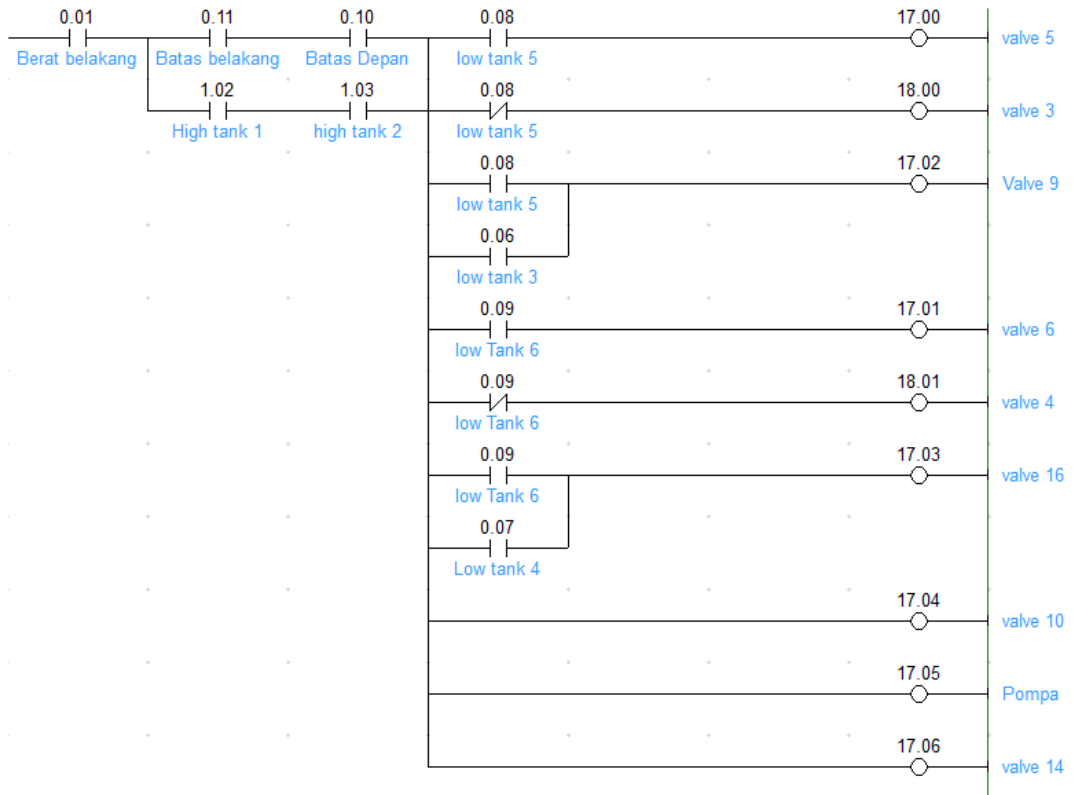 0.01 0.11 0.10 0.08 17.00
Berat belakang Batas belakang Batas Depan low tank 5 valve 5
1.02 1.03 0.08 18.00
High tank 1 high tank 2 low tank 5 valve 3
0.08 17.02
low tank 5 Valve 9
0.06
low tank 3
0.09 17.01
low Tank 6 valve 6
0.09 18.01
low Tank 6 valve 4
0.09 17.03
low Tank 6 valve 16
0.07
Low tank 4
17.04
valve 10
17.05
Pompa
17.06
valve 14